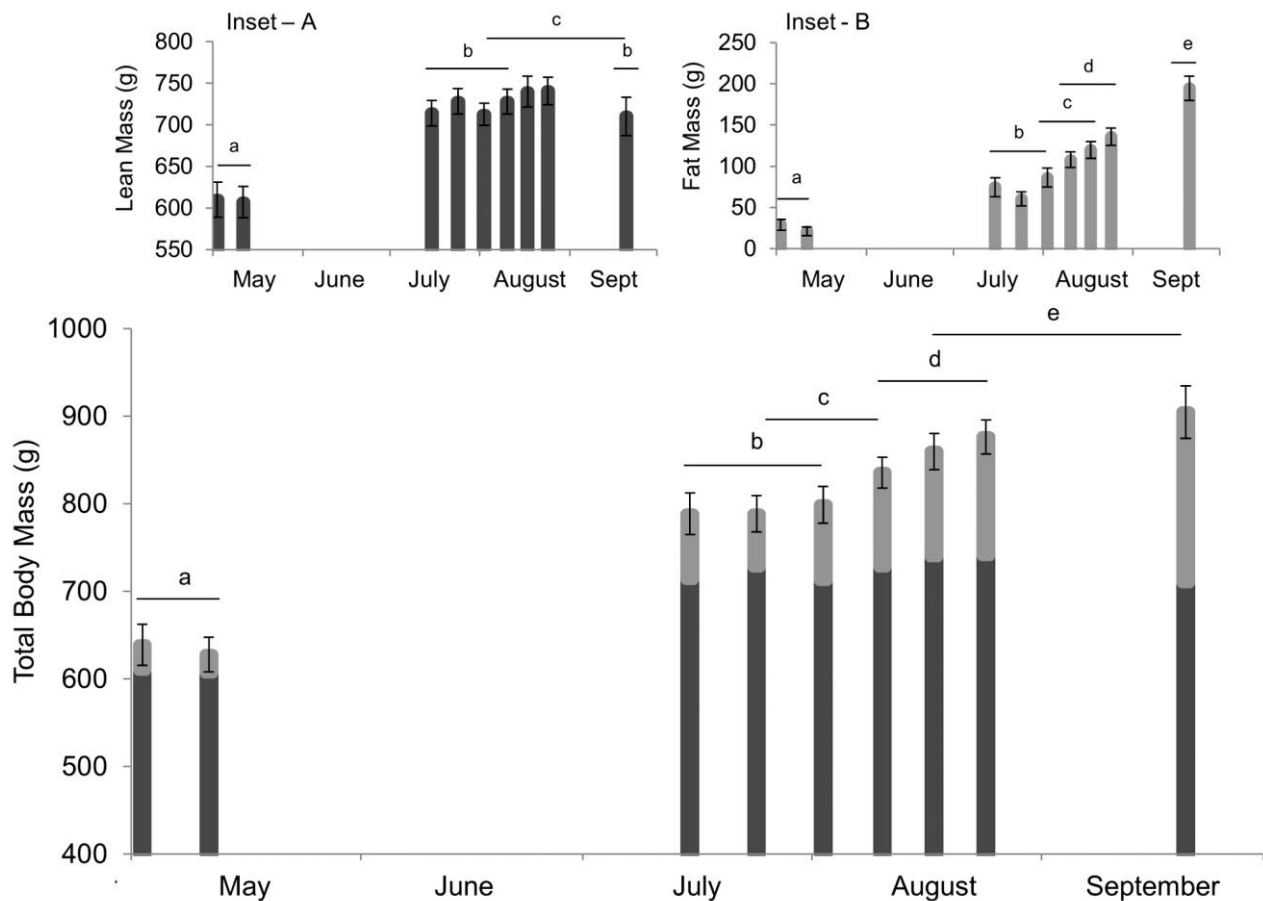 Inset – A
c
b
b
a
800
750
700
650
600
550
Lean Mass (g)
May June July August Sept
Inset - B
e
d
c
b
a
250
200
150
100
50
0
Fat Mass (g)
May June July August Sept
e
d
c
b
a
1000
900
800
700
600
500
400
Total Body Mass (g)
May June July August September